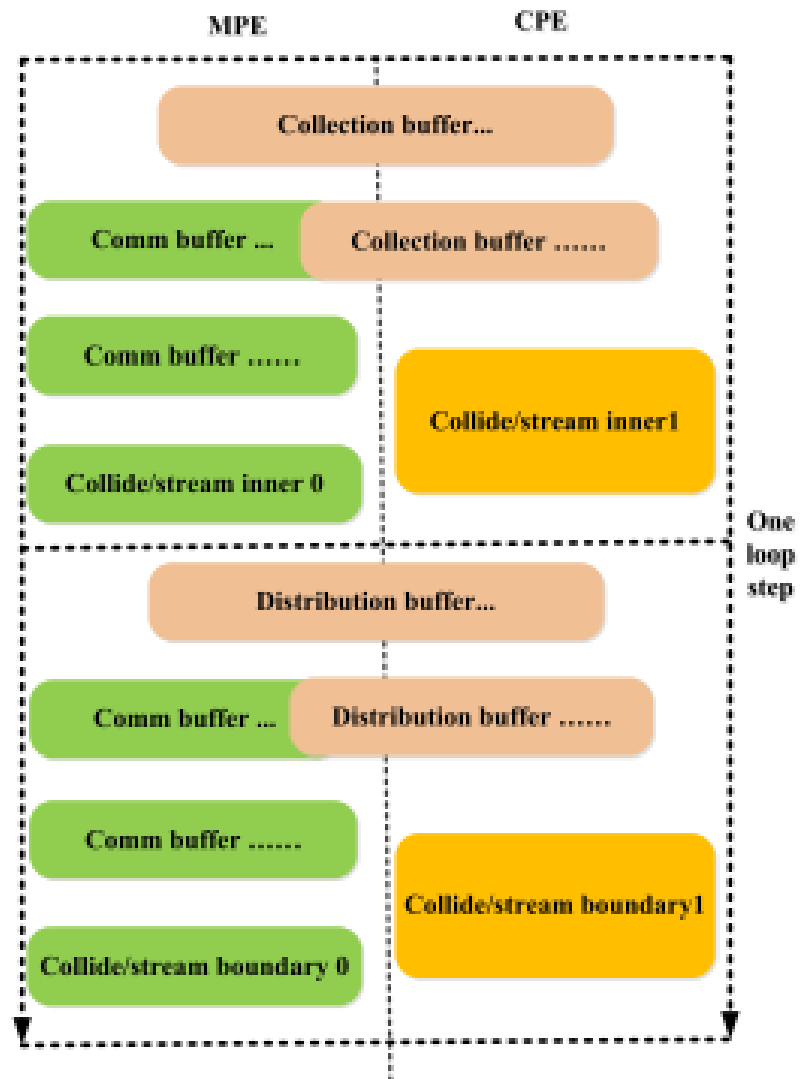 MPE
CPE
Collection buffer...
Comm buffer ...
Collection buffer ......
Comm buffer ......
Collide/stream inner1
Collide/stream inner 0
One
loop
step
Distribution buffer...
Comm buffer ...
Distribution buffer ......
Comm buffer ......
Collide/stream boundary1
Collide/stream boundary 0